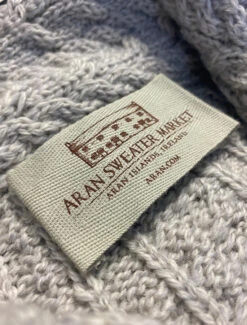 ARAN SWEATER MARKET
ARAN ISLANDS, IRELAND
ARAN.COM